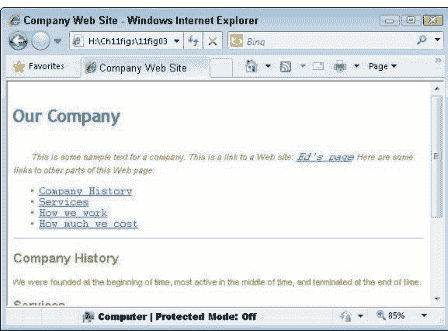 Company Web Site - Windows Internet Explorer
H:\Ch11figs\11fig03
Bing
Favorites
Company Web Site
Page
Our Company
This is some sample text for a company. This is a link to a Web site: Ed's page Here are some
links to other parts of this Web page:
• Company History
• Services
• How we work
• How much we cost
Company History
We were founded at the beginning of time, most active in the middle of time, and terminated at the end of time.
Services
Computer | Protected Mode: Off
85%